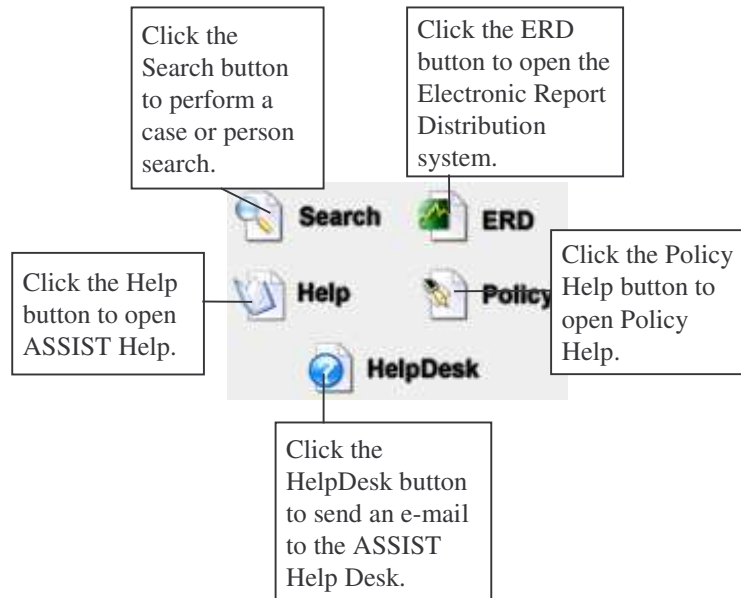 Click the
Search button
to perform a
case or person
search.
Click the ERD
button to open the
Electronic Report
Distribution
system.
Search
ERD
Click the Help
button to open
ASSIST Help.
Help
Policy
Click the Policy
Help button to
open Policy
Help.
HelpDesk
Click the
HelpDesk button
to send an e-mail
to the ASSIST
Help Desk.